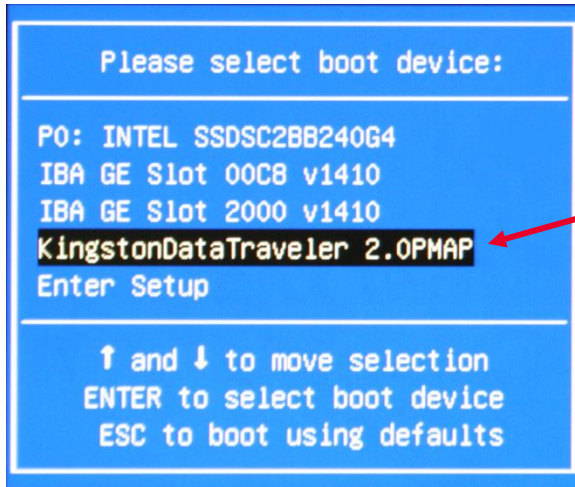 Please select boot device:
P0: INTEL SSDSC2BB240G4
IBA GE Slot 00C8 v1410
IBA GE Slot 2000 v1410
KingstonDataTraveler 2.0PMAP
Enter Setup
↑ and ↓ to move selection
ENTER to select boot device
ESC to boot using defaults